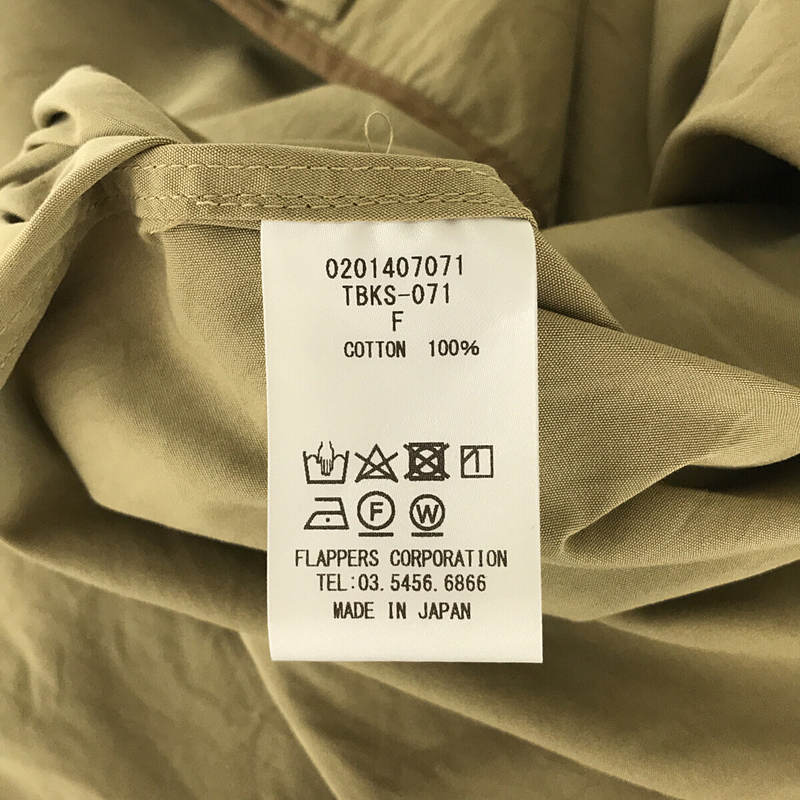 0201407071
TBKS-071
F
COTTON 100%
F W
FLAPPERS CORPORATION
TEL:03.5456.6866
MADE IN JAPAN